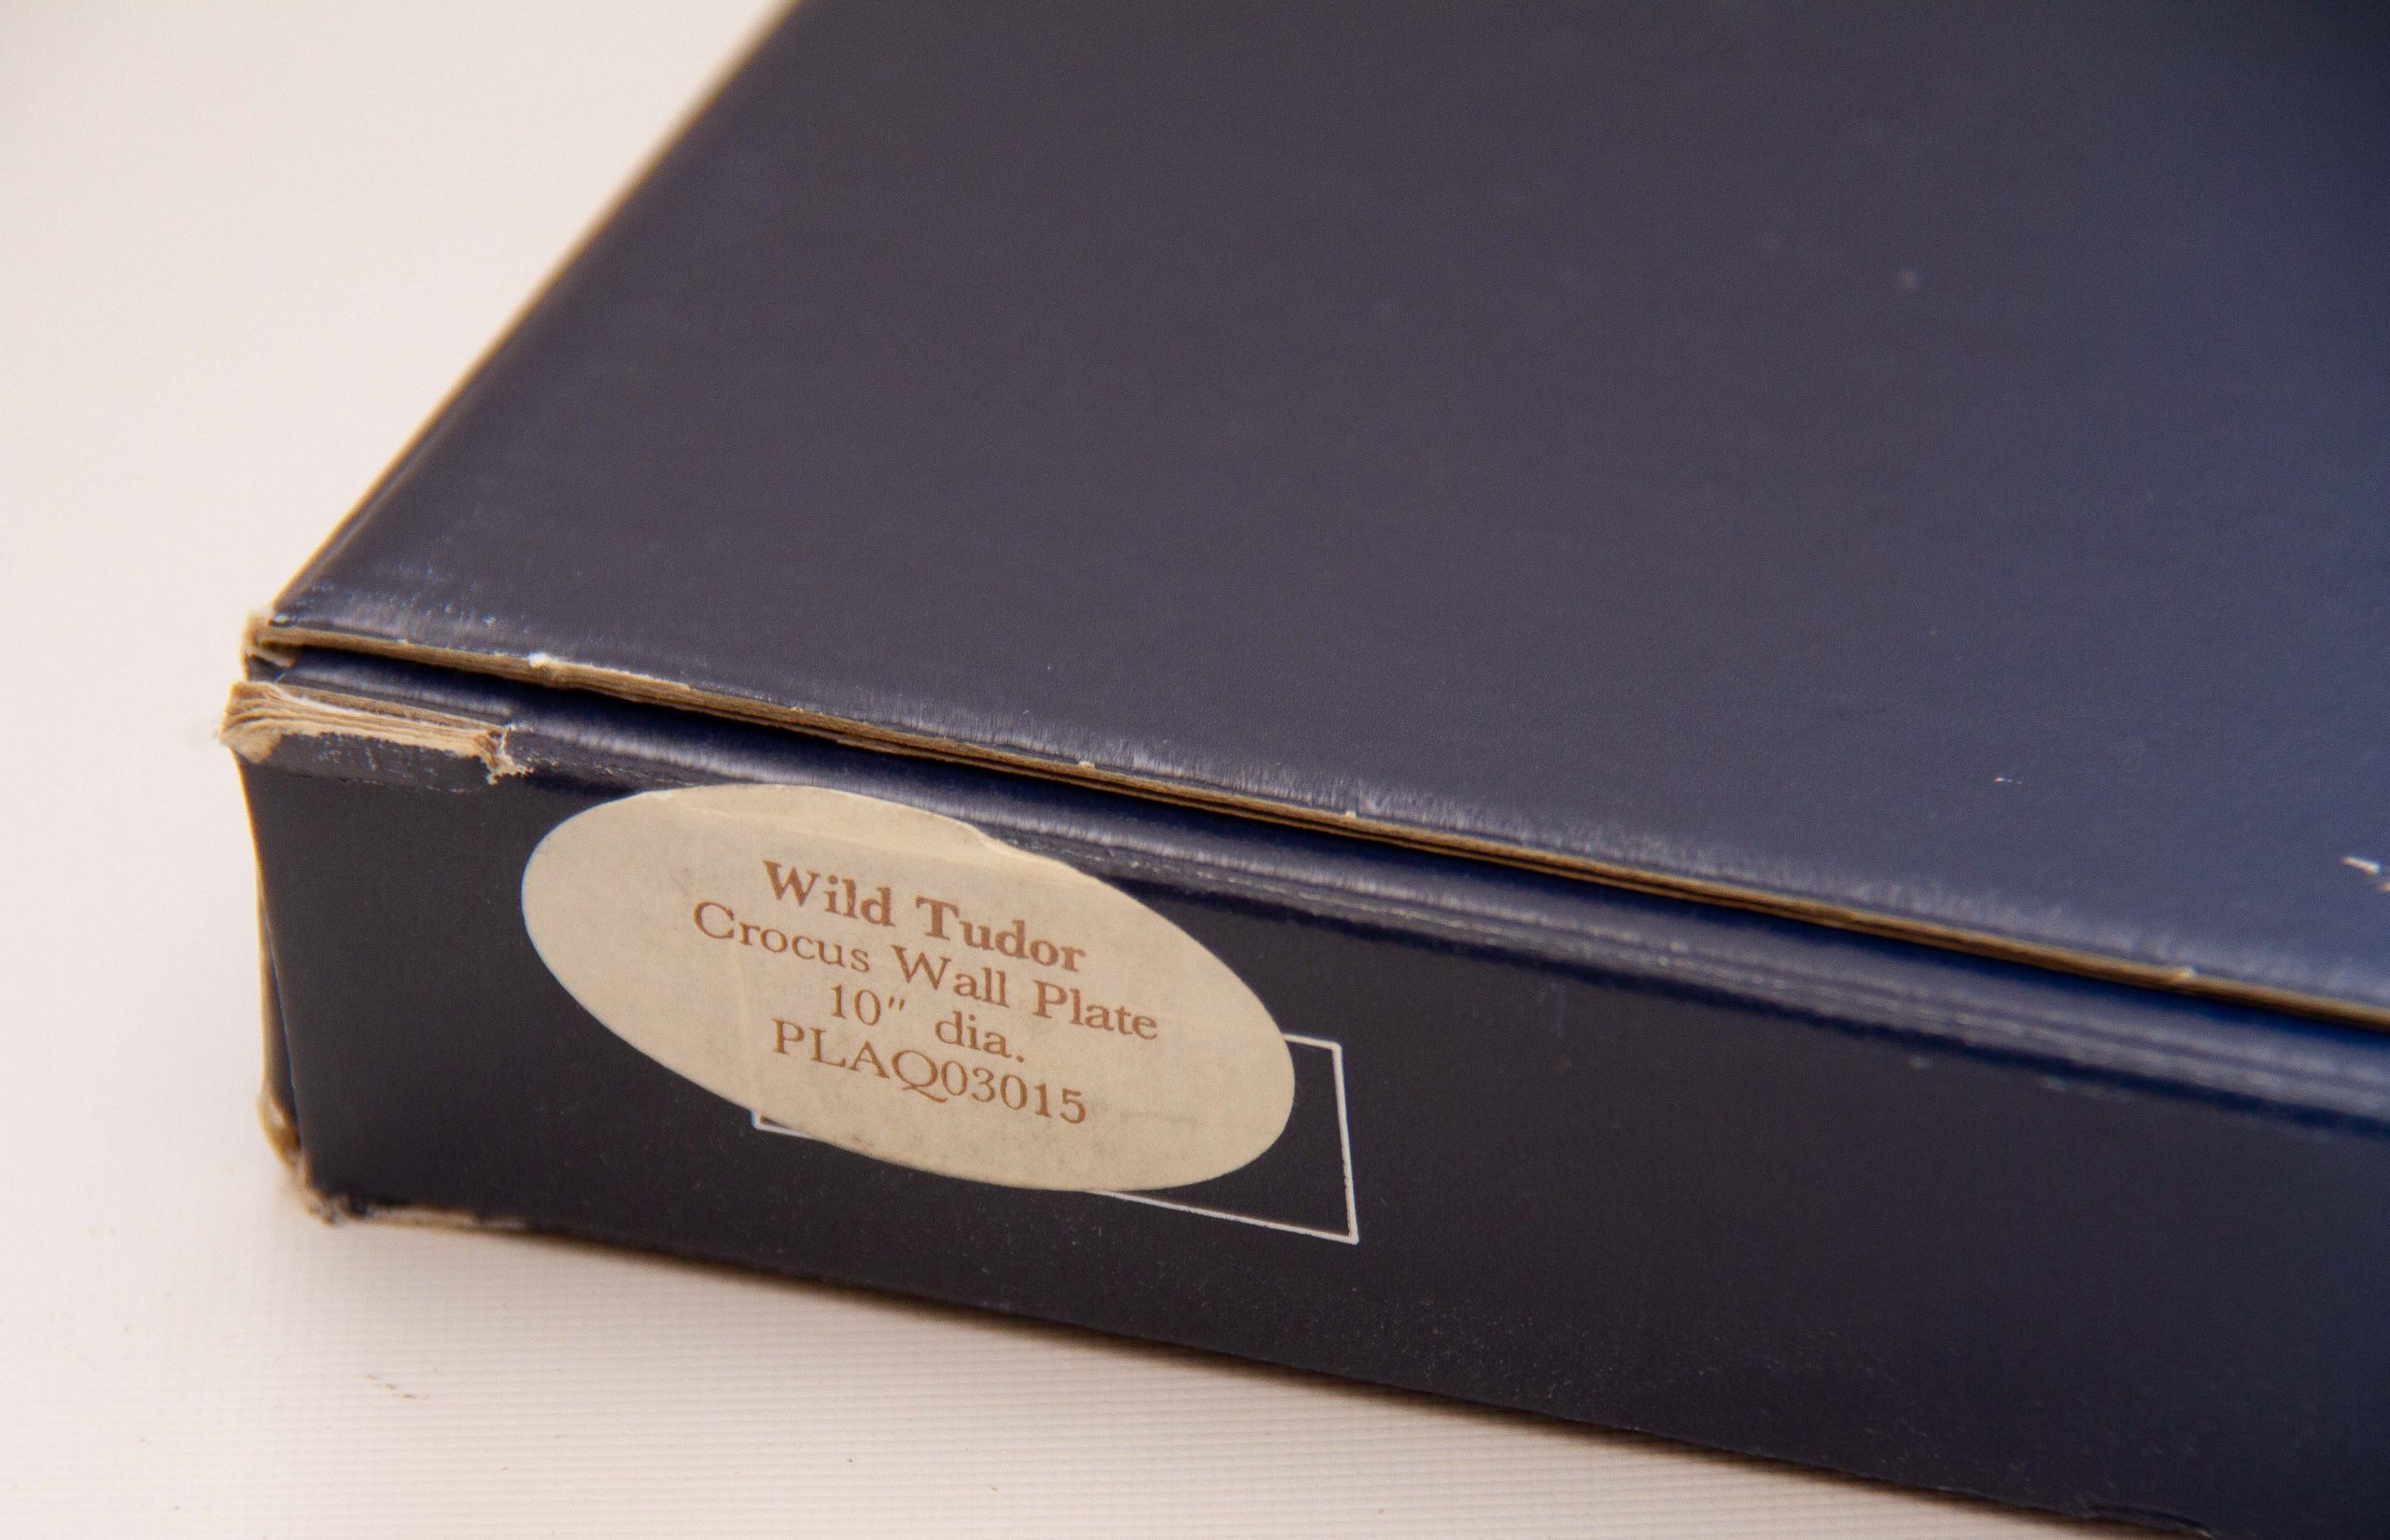 Wild Tudor
Crocus Wall Plate
10" dia.
PLAQ03015